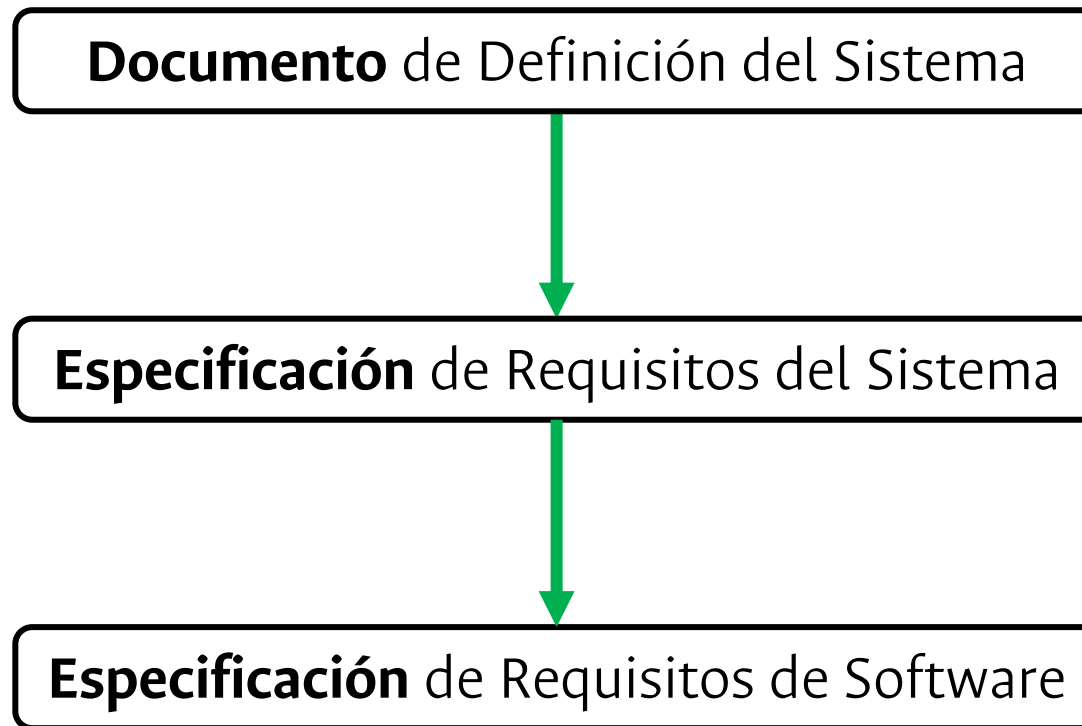 Documento de Definición del Sistema
Especificación de Requisitos del Sistema
Especificación de Requisitos de Software